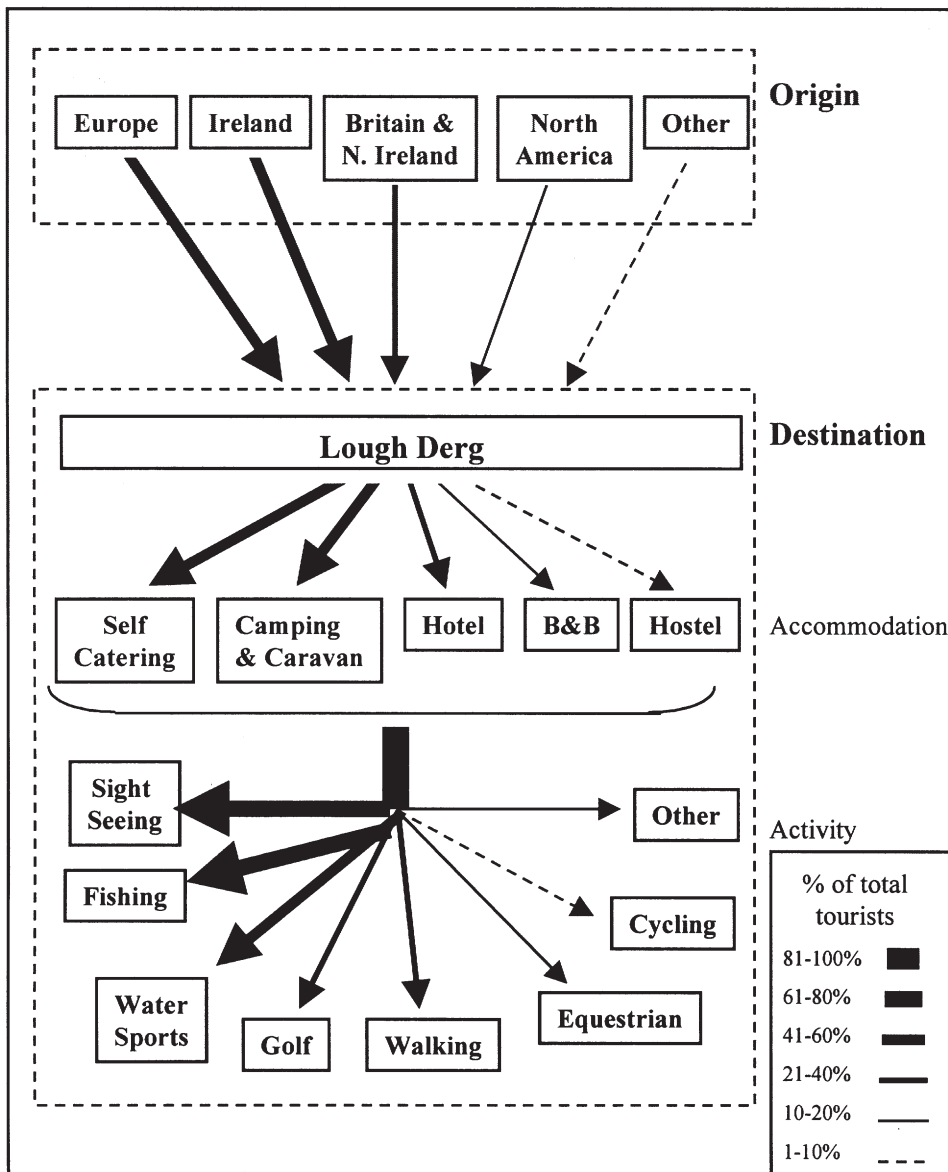 Origin
Europe
Ireland
Britain &
N. Ireland
North
America
Other
Destination
Lough Derg
Self
Catering
Camping
& Caravan
Hotel
B&B
Hostel
Accommodation
Sight
Seeing
Other
Activity
Fishing
Cycling
Water
Sports
Golf
Walking
Equestrian
% of total
tourists
81-100%
61-80%
41-60%
21-40%
10-20%
1-10%